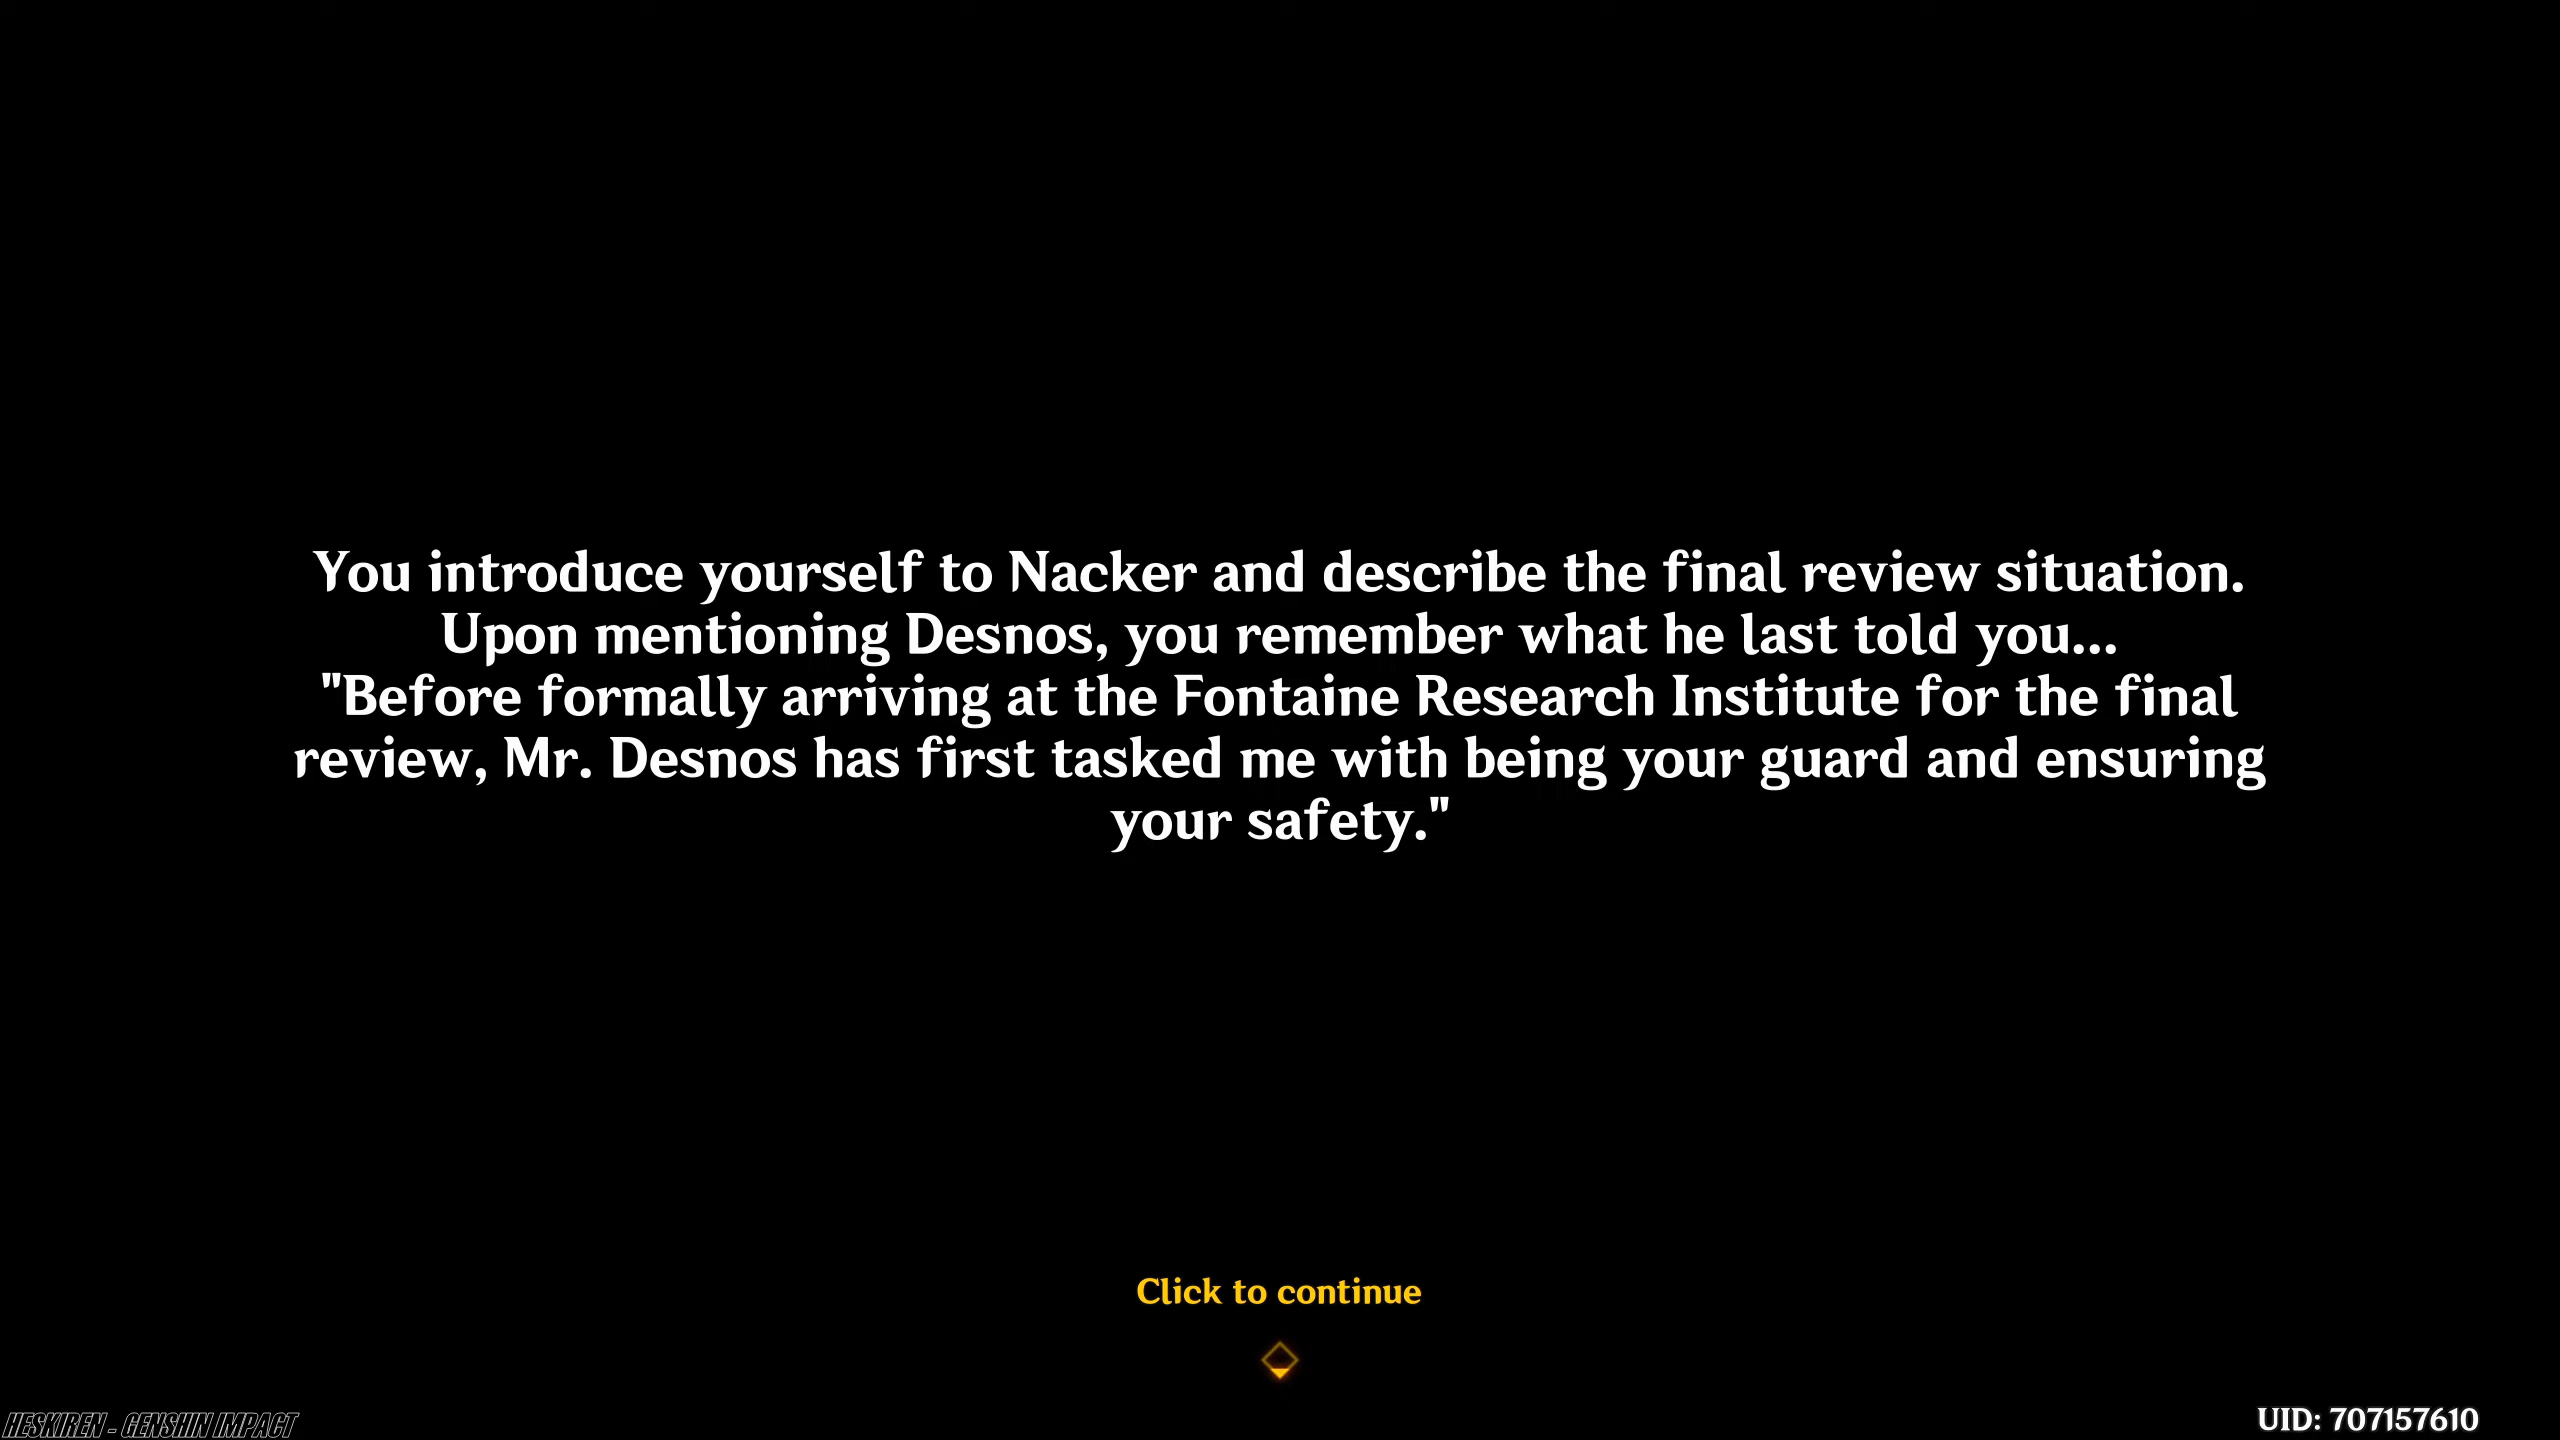 You introduce yourself to Nacker and describe the final review situation.
Upon mentioning Desnos, you remember what he last told you...
"Before formally arriving at the Fontaine Research Institute for the final
review, Mr. Desnos has first tasked me with being your guard and ensuring
your safety."
Click to continue
HESKIREN - GENSHIN IMPACT
UID: 707157610